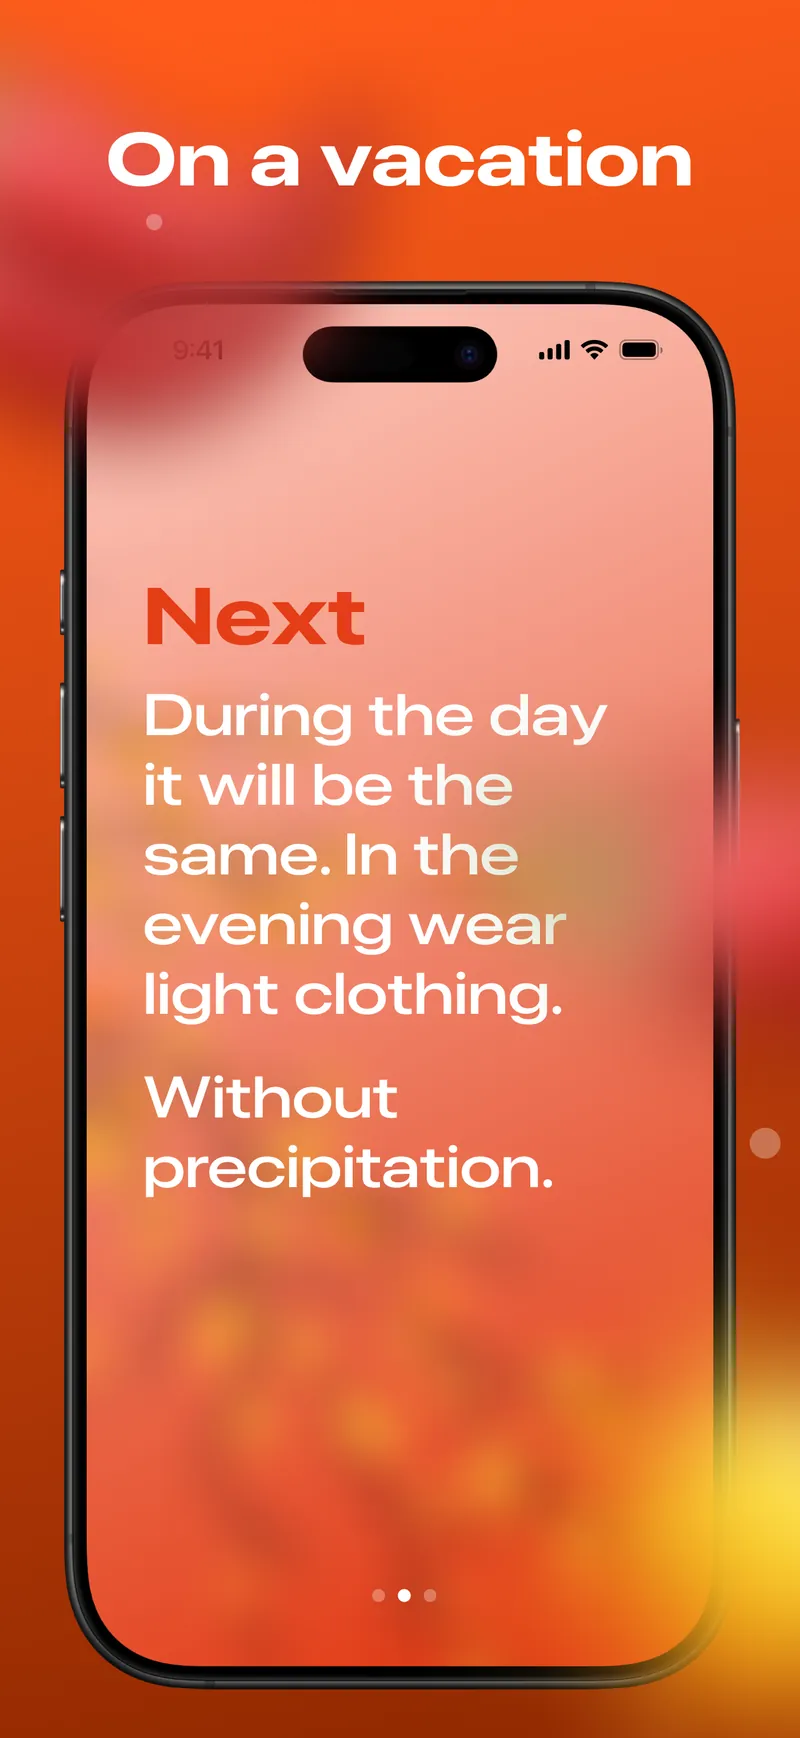 On a vacation
9:41
Next
During the day
it will be the
same. In the
evening wear
light clothing.
Without
precipitation.